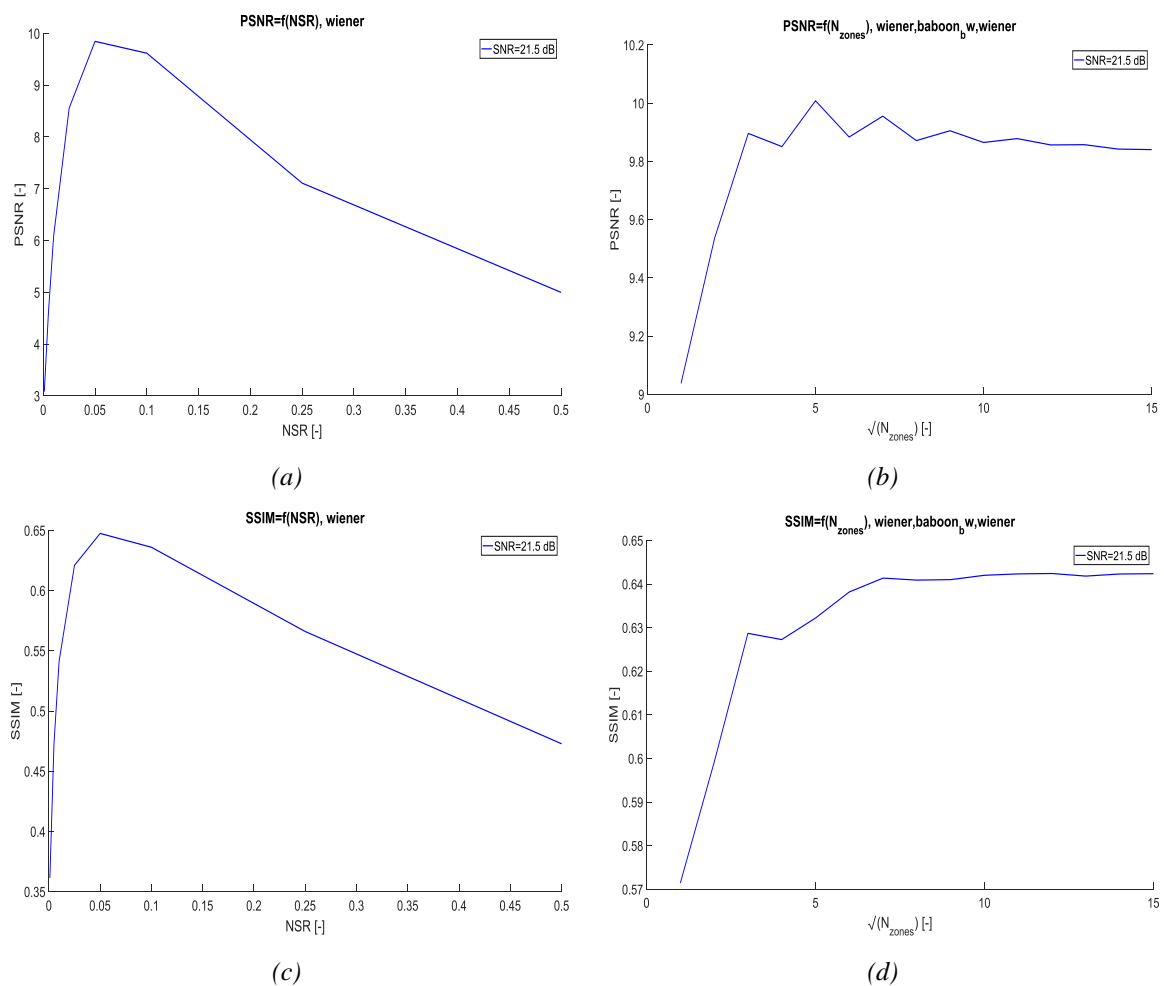 PSNR=f(NSR), wiener
SNR=21.5 dB
PSNR [-]
10
9
8
7
6
5
4
3
0 0.05 0.1 0.15 0.2 0.25 0.3 0.35 0.4 0.45 0.5
NSR [-]
(a)
PSNR=f(N_zones), wiener,baboon_bw,wiener
SNR=21.5 dB
PSNR [-]
10.2
10
9.8
9.6
9.4
9.2
9
0 5 10 15
√(N_zones) [-]
(b)
SSIM=f(NSR), wiener
SNR=21.5 dB
SSIM [-]
0.65
0.6
0.55
0.5
0.45
0.4
0.35
0 0.05 0.1 0.15 0.2 0.25 0.3 0.35 0.4 0.45 0.5
NSR [-]
(c)
SSIM=f(N_zones), wiener,baboon_bw,wiener
SNR=21.5 dB
SSIM [-]
0.65
0.64
0.63
0.62
0.61
0.6
0.59
0.58
0.57
0 5 10 15
√(N_zones) [-]
(d)